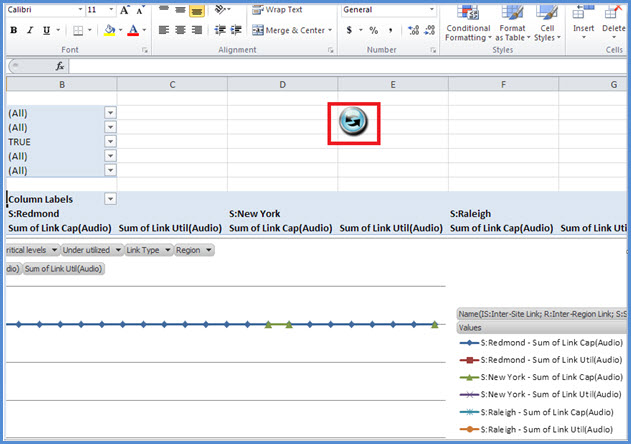 Calibri 11 A A Wrap Text General
B I U A Merge & Center $ % , .00 .0 Conditional Formatting Format as Table Cell Styles Insert Delete
Font Alignment Number Styles Cells
fx
B C D E F G
(All)
(All)
TRUE
(All)
(All)
Column Labels
S:Redmond S:New York S:Raleigh
Sum of Link Cap(Audio) Sum of Link Util(Audio) Sum of Link Cap(Audio) Sum of Link Util(Audio) Sum of Link Cap(Audio) Sum of Link Util
ritical levels Under utilized Link Type Region
dio) Sum of Link Util(Audio)
Name(IS:Inter-Site Link; R:Inter-Region Link; S:S
Values
S:Redmond - Sum of Link Cap(Audio)
S:Redmond - Sum of Link Util(Audio)
S:New York - Sum of Link Cap(Audio)
S:New York - Sum of Link Util(Audio)
S:Raleigh - Sum of Link Cap(Audio)
S:Raleigh - Sum of Link Util(Audio)